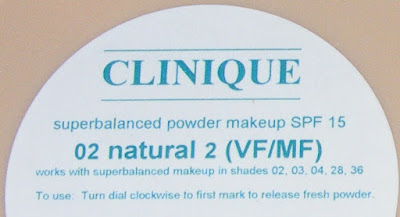 CLINIQUE
superbalanced powder makeup SPF 15
02 natural 2 (VF/MF)
works with superbalanced makeup in shades 02, 03, 04, 28, 36
To use: Turn dial clockwise to first mark to release fresh powder.